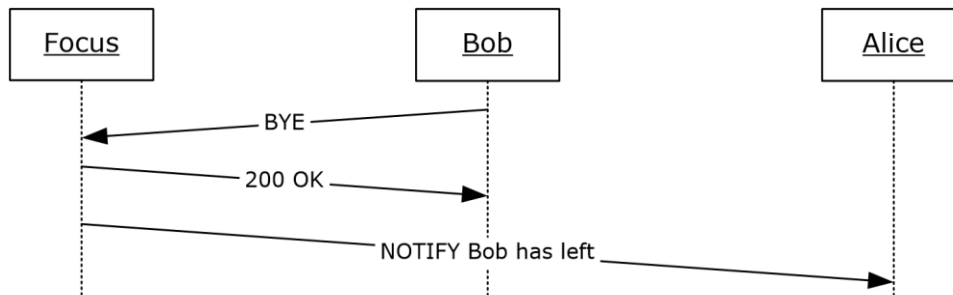 Focus
Bob
Alice
BYE
200 OK
NOTIFY Bob has left